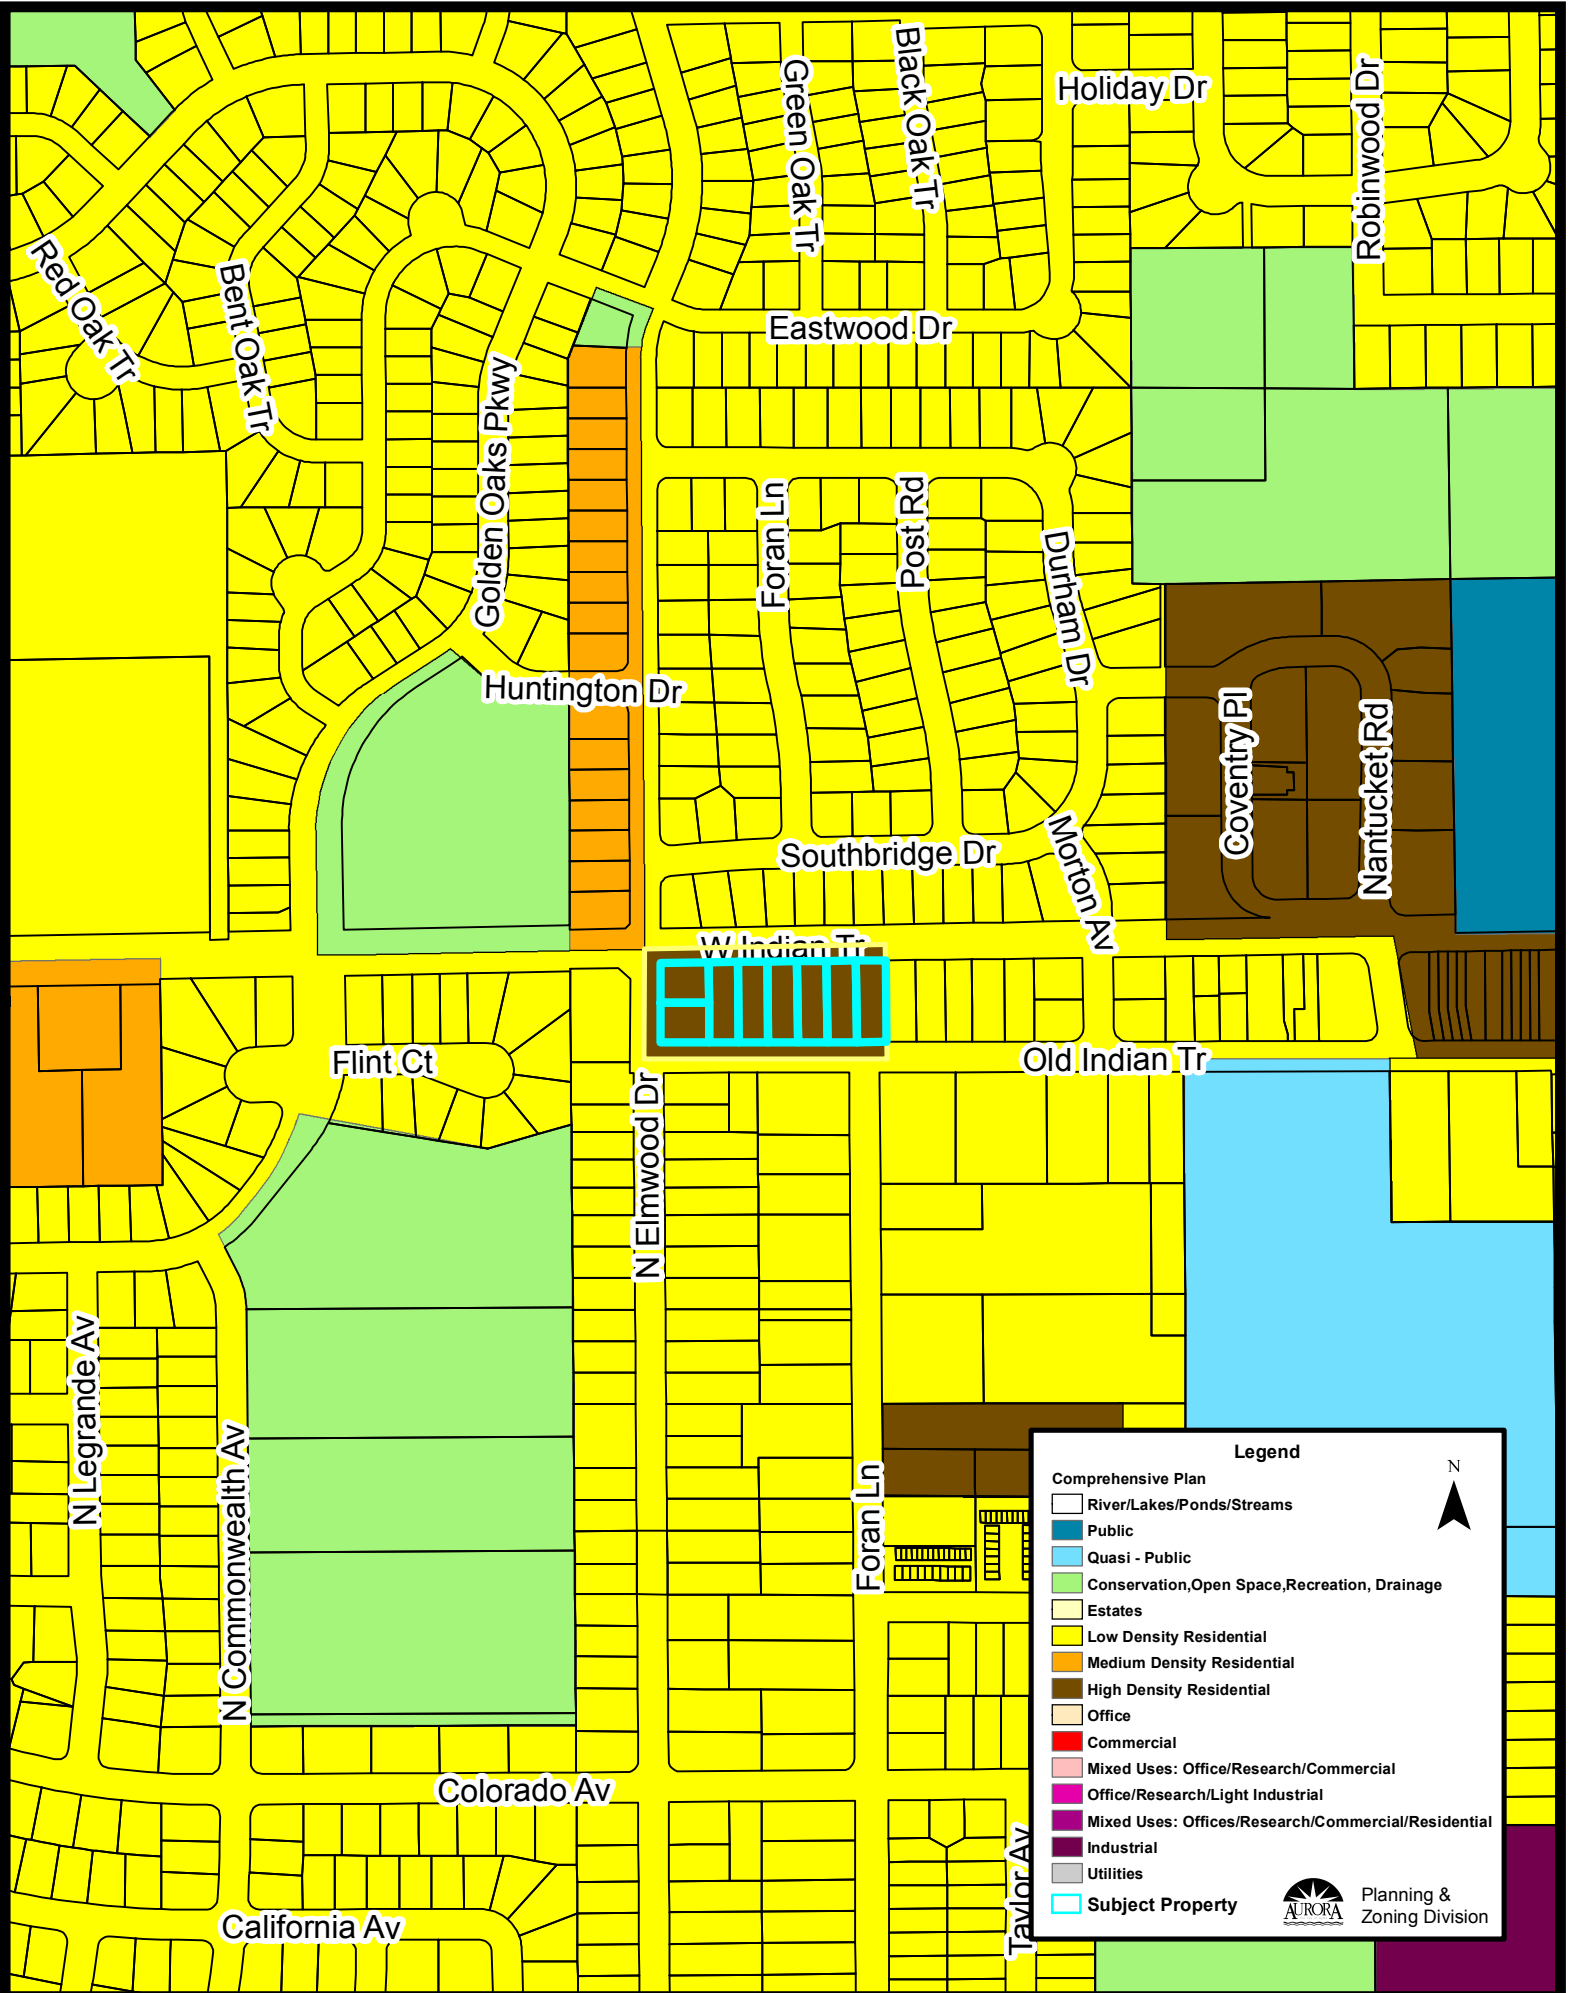 Green Oak Tr
Black Oak Tr
Holiday Dr
Robinwood Dr
Red Oak Tr
Bent Oak Tr
Eastwood Dr
Golden Oaks Pkwy
Foran Ln
Post Rd
Durham Dr
Huntington Dr
Coventry Pl
Nantucket Rd
Southbridge Dr
Morton Av
W Indian Tr
Flint Ct
Old Indian Tr
N Elmwood Dr
N Legrande Av
N Commonwealth Av
Foran Ln
Colorado Av
Taylor Av
California Av
Legend
N
Comprehensive Plan
River/Lakes/Ponds/Streams
Public
Quasi - Public
Conservation,Open Space,Recreation, Drainage
Estates
Low Density Residential
Medium Density Residential
High Density Residential
Office
Commercial
Mixed Uses: Office/Research/Commercial
Office/Research/Light Industrial
Mixed Uses: Offices/Research/Commercial/Residential
Industrial
Utilities
Subject Property
AURORA
Planning &
Zoning Division